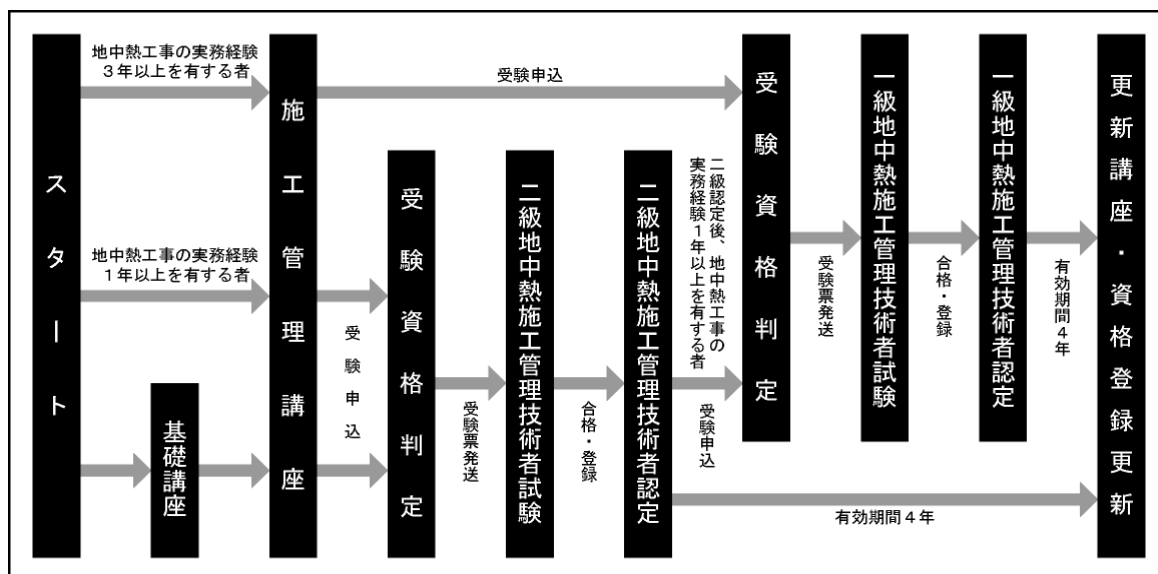 スタート
地中熱工事の実務経験
３年以上を有する者
地中熱工事の実務経験
１年以上を有する者
基礎講座
施工管理講座
受験申込
受験申込
受験資格判定
受験票発送
二級地中熱施工管理技術者試験
合格・登録
二級地中熱施工管理技術者認定
二級認定後、地中熱工事の
実務経験１年以上を有する者
受験申込
有効期間４年
受験資格判定
受験票発送
一級地中熱施工管理技術者試験
合格・登録
一級地中熱施工管理技術者認定
有効期間４年
更新講座・資格登録更新